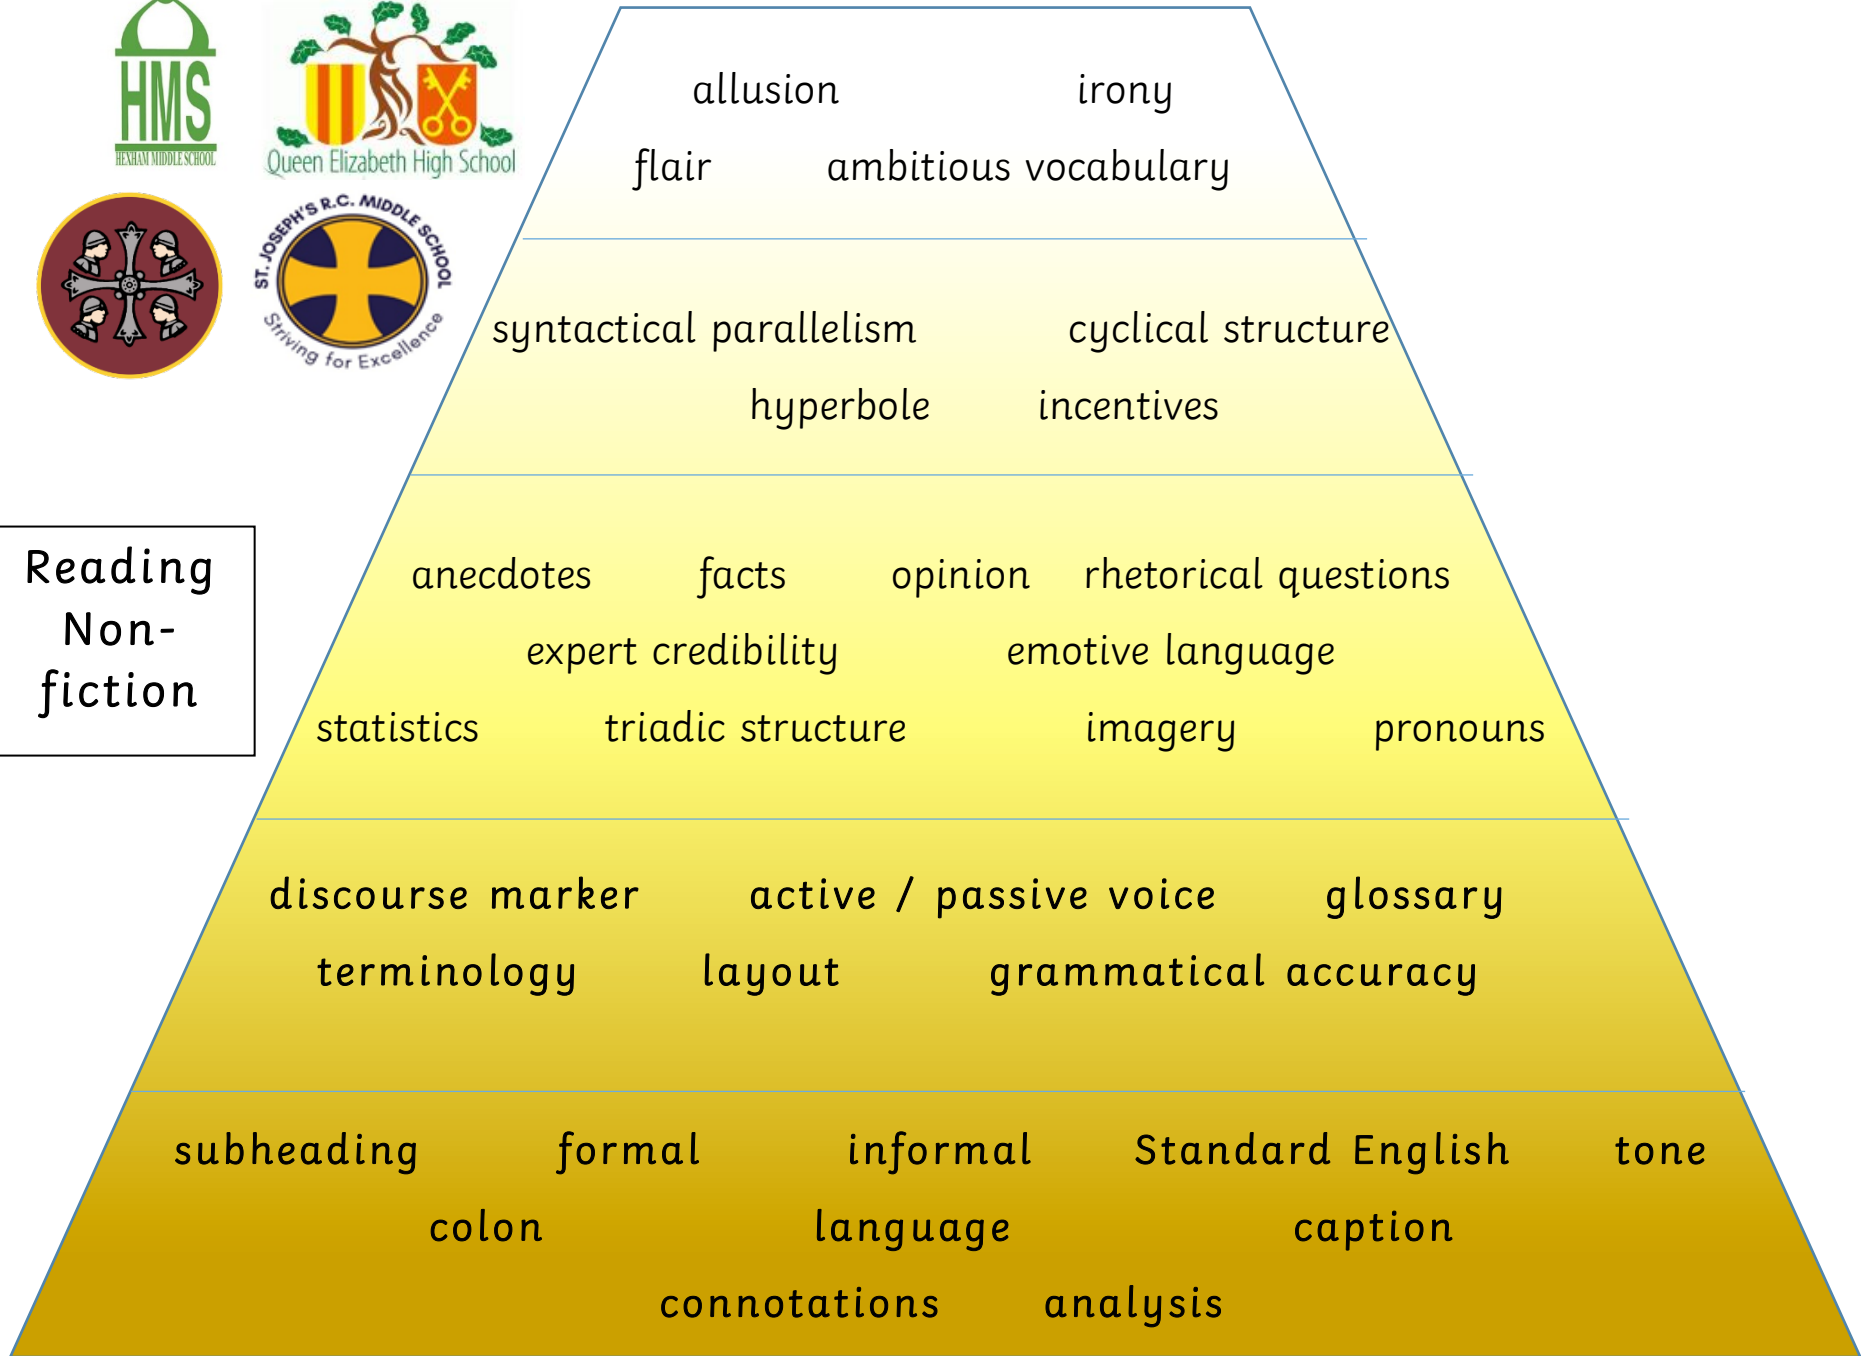 HMS
HEXHAM MIDDLE SCHOOL
Queen Elizabeth High School
ST. JOSEPH'S R.C. MIDDLE SCHOOL
Striving for Excellence
Reading
Non-
fiction
allusion irony
flair ambitious vocabulary
syntactical parallelism cyclical structure
hyperbole incentives
anecdotes facts opinion rhetorical questions
expert credibility emotive language
statistics triadic structure imagery pronouns
discourse marker active / passive voice glossary
terminology layout grammatical accuracy
subheading formal informal Standard English tone
colon language caption
connotations analysis